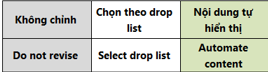 Không chỉnh
Chọn theo drop
list
Nội dung tự
hiển thị
Do not revise
Select drop list
Automate
content